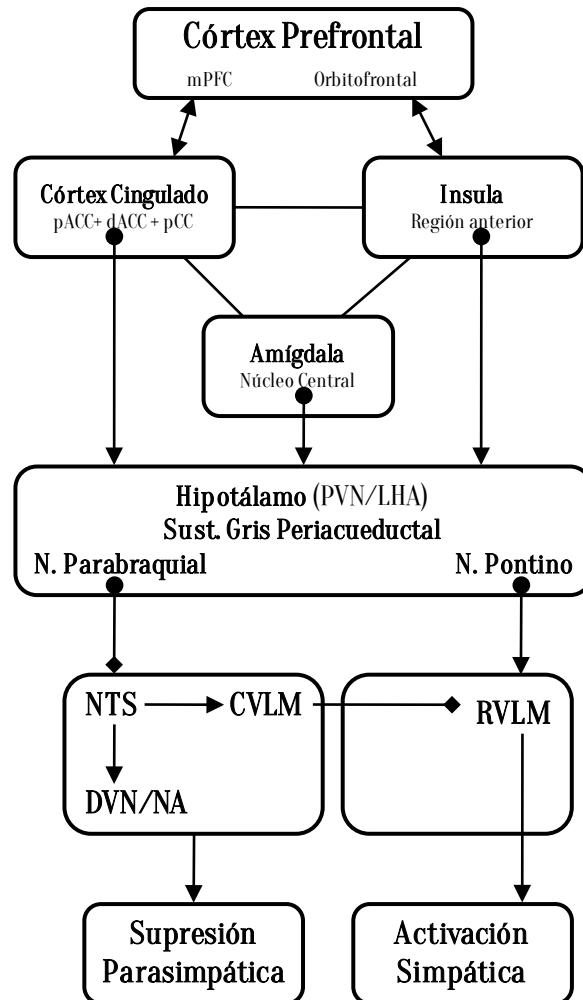 Córtex Prefrontal
mPFC Orbitofrontal
Córtex Cingulado
pACC+ dACC + pCC
Insula
Región anterior
Amígdala
Núcleo Central
Hipotálamo (PVN/LHA)
Sust. Gris Periacueductal
N. Parabraquial N. Pontino
NTS CVLM RVLM
DVN/NA
Supresión
Parasimpática
Activación
Simpática